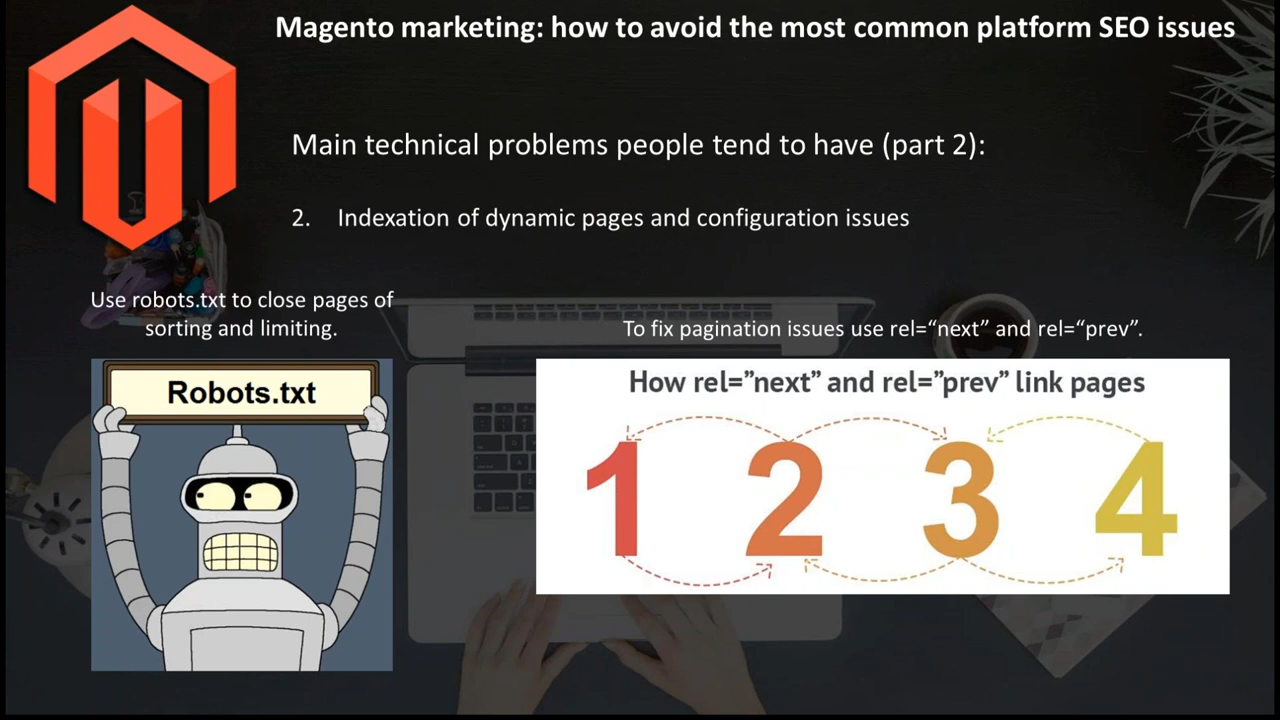 Magento marketing: how to avoid the most common platform SEO issues
Main technical problems people tend to have (part 2):
2. Indexation of dynamic pages and configuration issues
Use robots.txt to close pages of
sorting and limiting.
To fix pagination issues use rel=“next” and rel=“prev”.
Robots.txt
How rel=”next” and rel=”prev” link pages
1 2 3 4